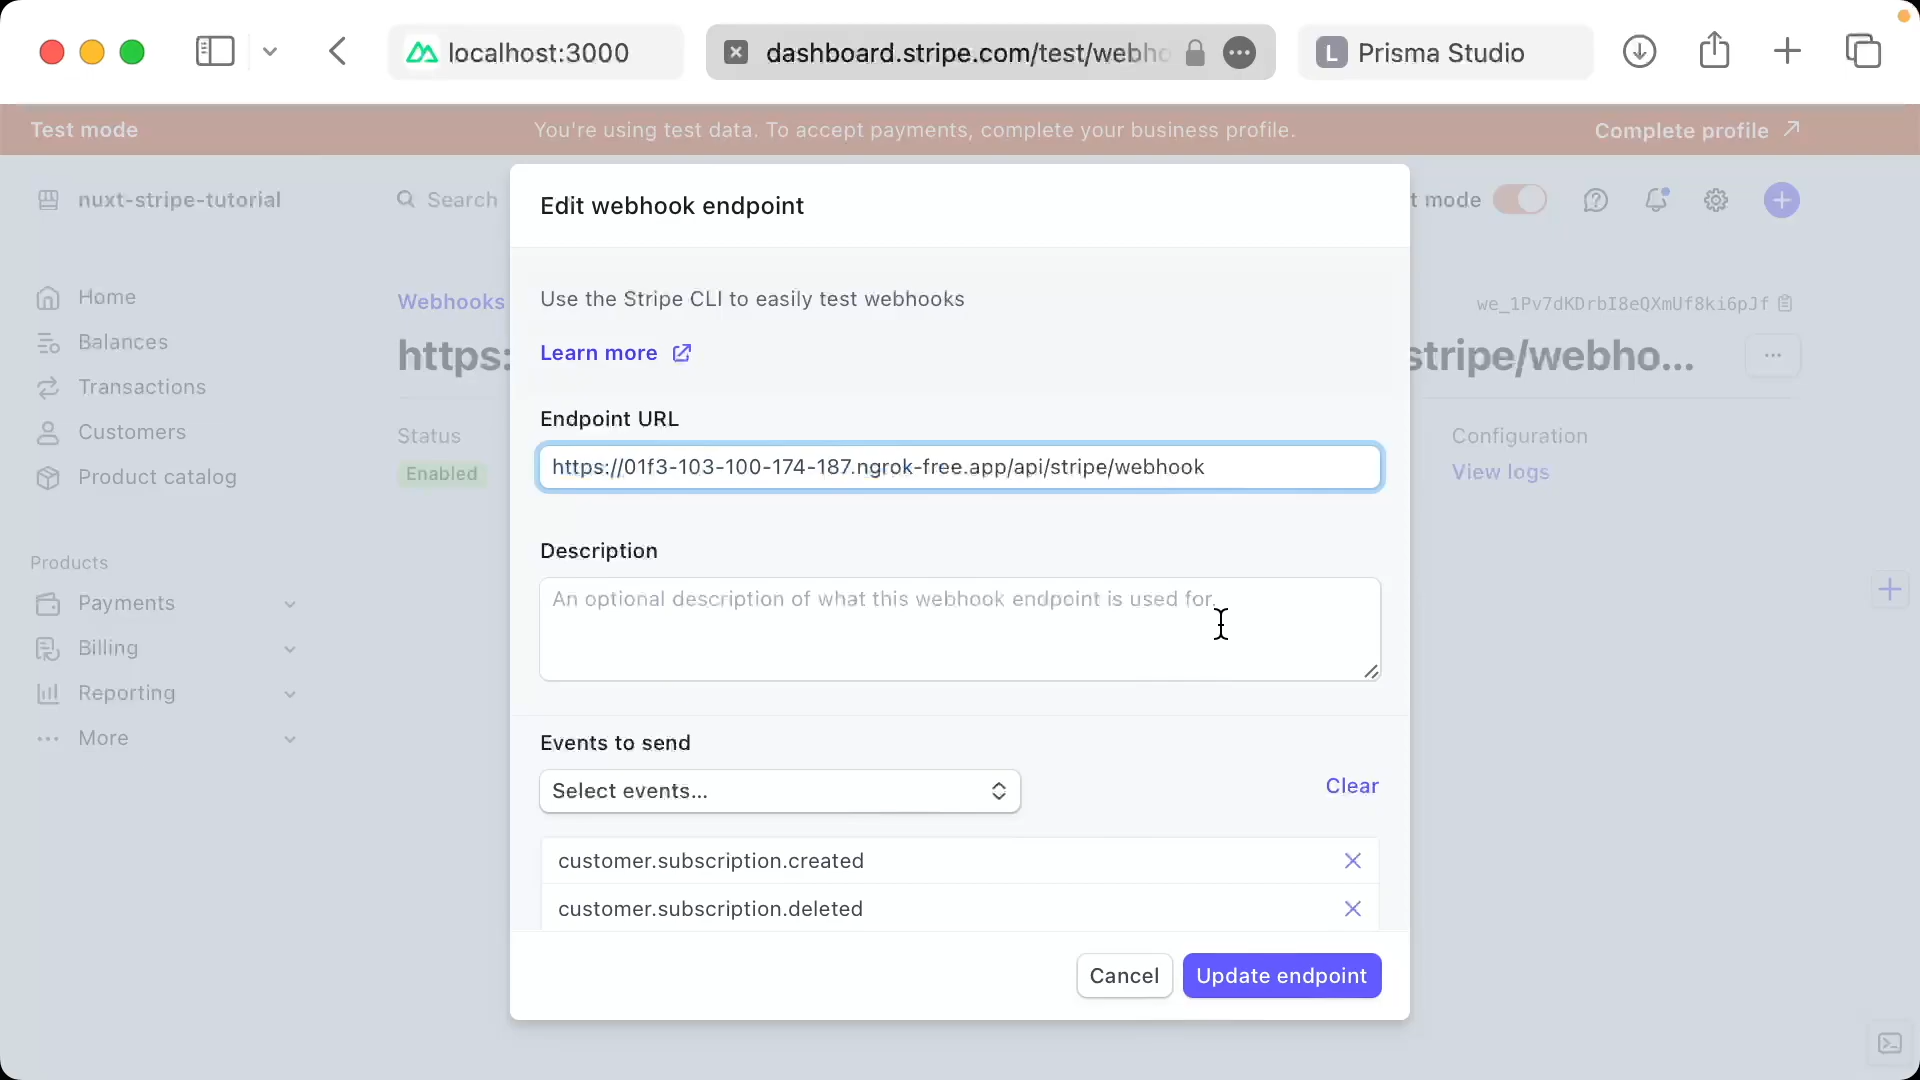 localhost:3000
dashboard.stripe.com/test/webho
L Prisma Studio
Test mode
You're using test data. To accept payments, complete your business profile.
Complete profile
nuxt-stripe-tutorial
Search
t mode
Edit webhook endpoint
Use the Stripe CLI to easily test webhooks
Learn more
Home
Balances
Transactions
Customers
Product catalog
Products
Payments
Billing
Reporting
More
Webhooks
we_1Pv7dKDrbI8eQXmUf8ki6pJf
https:
stripe/webho...
Status
Enabled
Configuration
View logs
Endpoint URL
https://01f3-103-100-174-187.ngrok-free.app/api/stripe/webhook
Description
An optional description of what this webhook endpoint is used for.
Events to send
Select events...
Clear
customer.subscription.created
customer.subscription.deleted
Cancel
Update endpoint